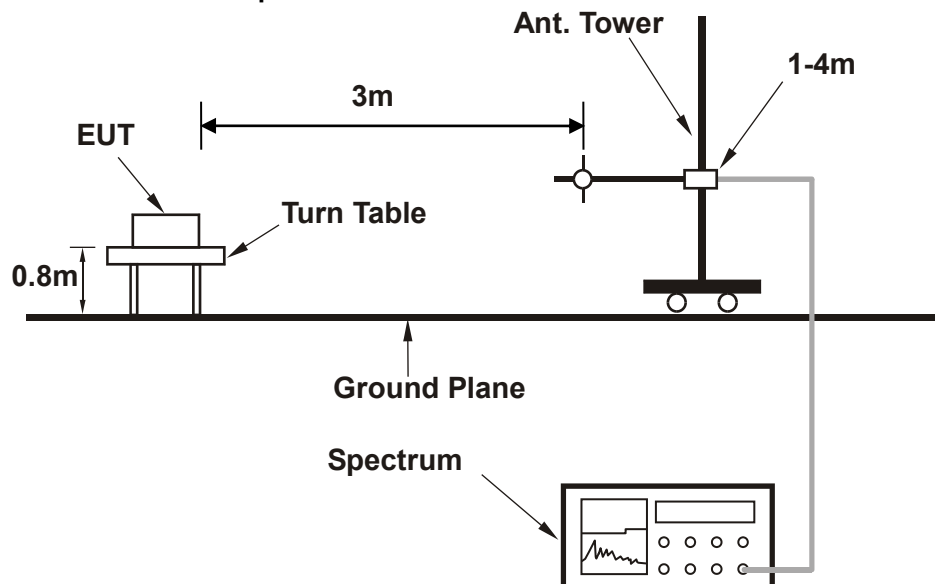 Ant. Tower
1-4m
3m
EUT
Turn Table
0.8m
Ground Plane
Spectrum